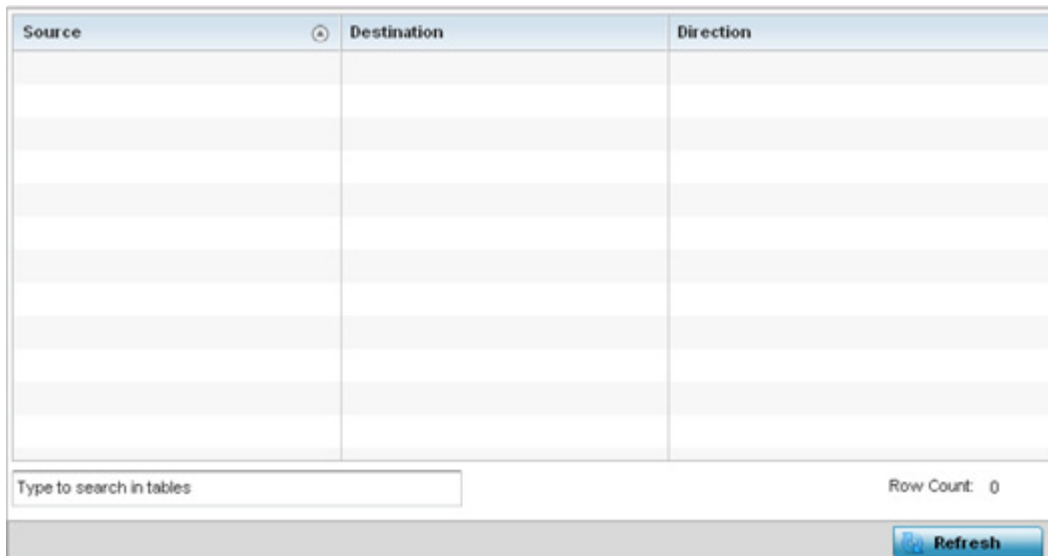 Source Destination Direction
Type to search in tables Row Count: 0
Refresh